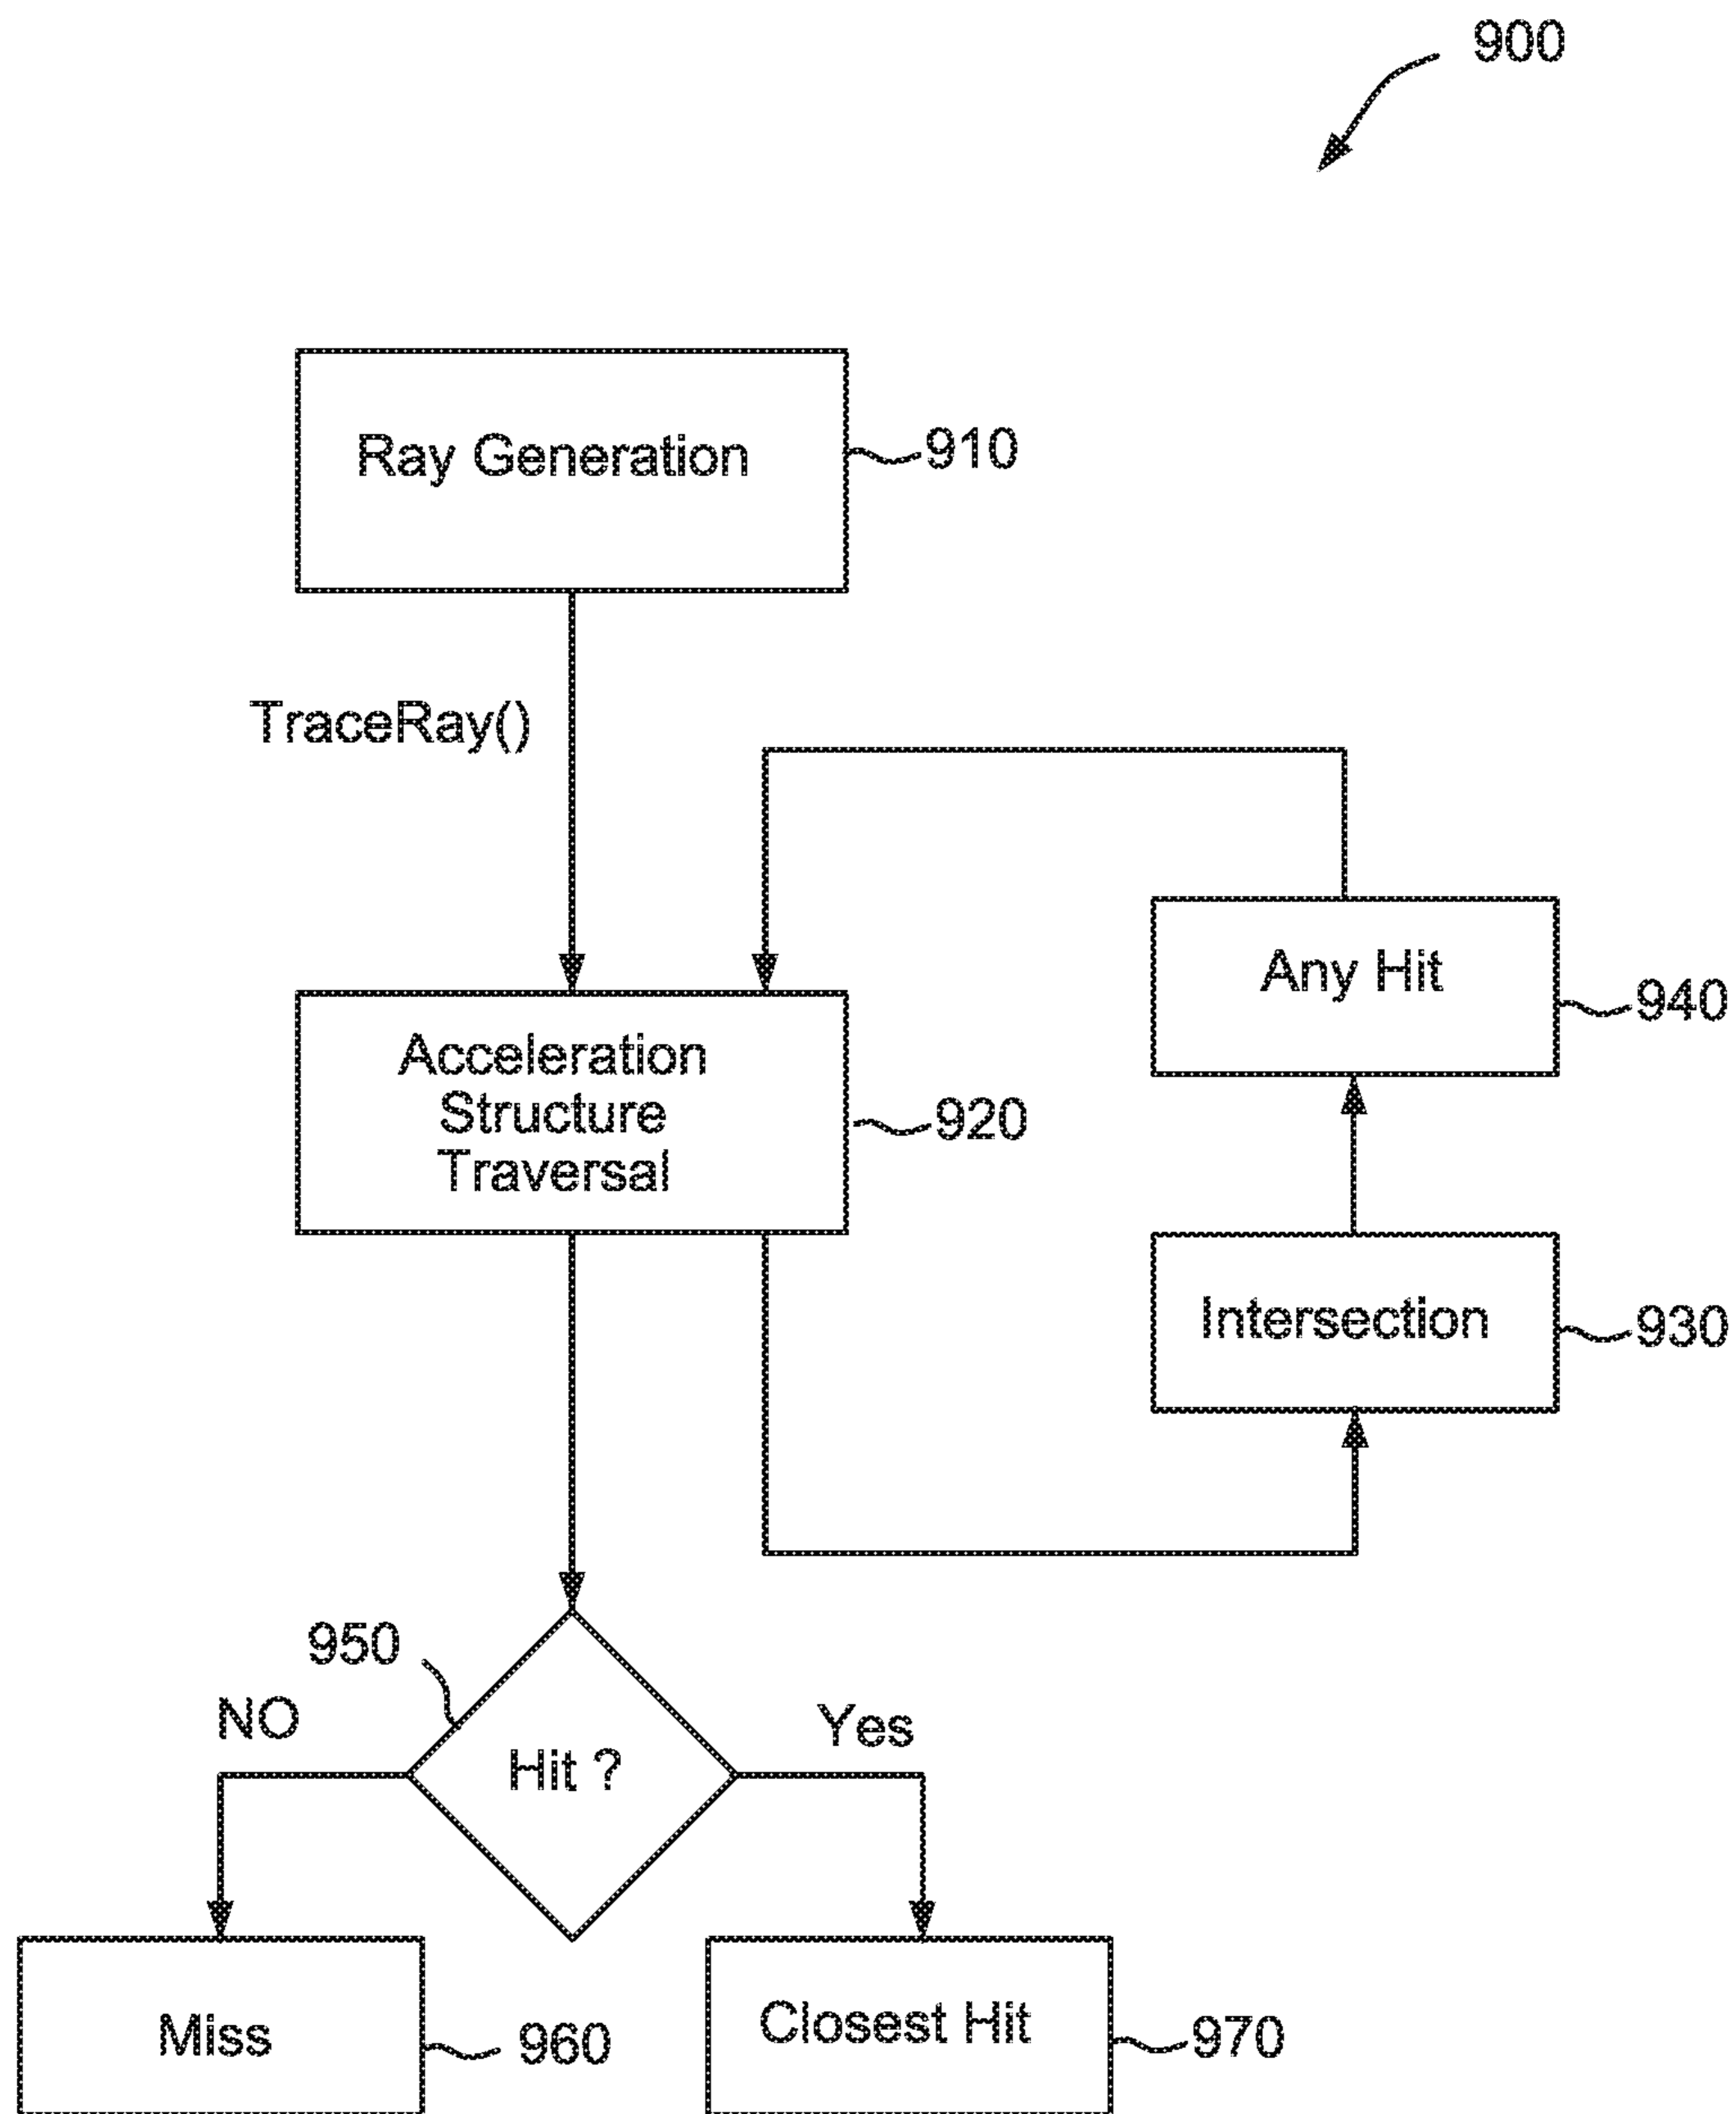 900
Ray Generation
910
TraceRay()
Any Hit
940
Acceleration
Structure
Traversal
920
Intersection
930
950
NO
Yes
Hit ?
Miss
960
Closest Hit
970